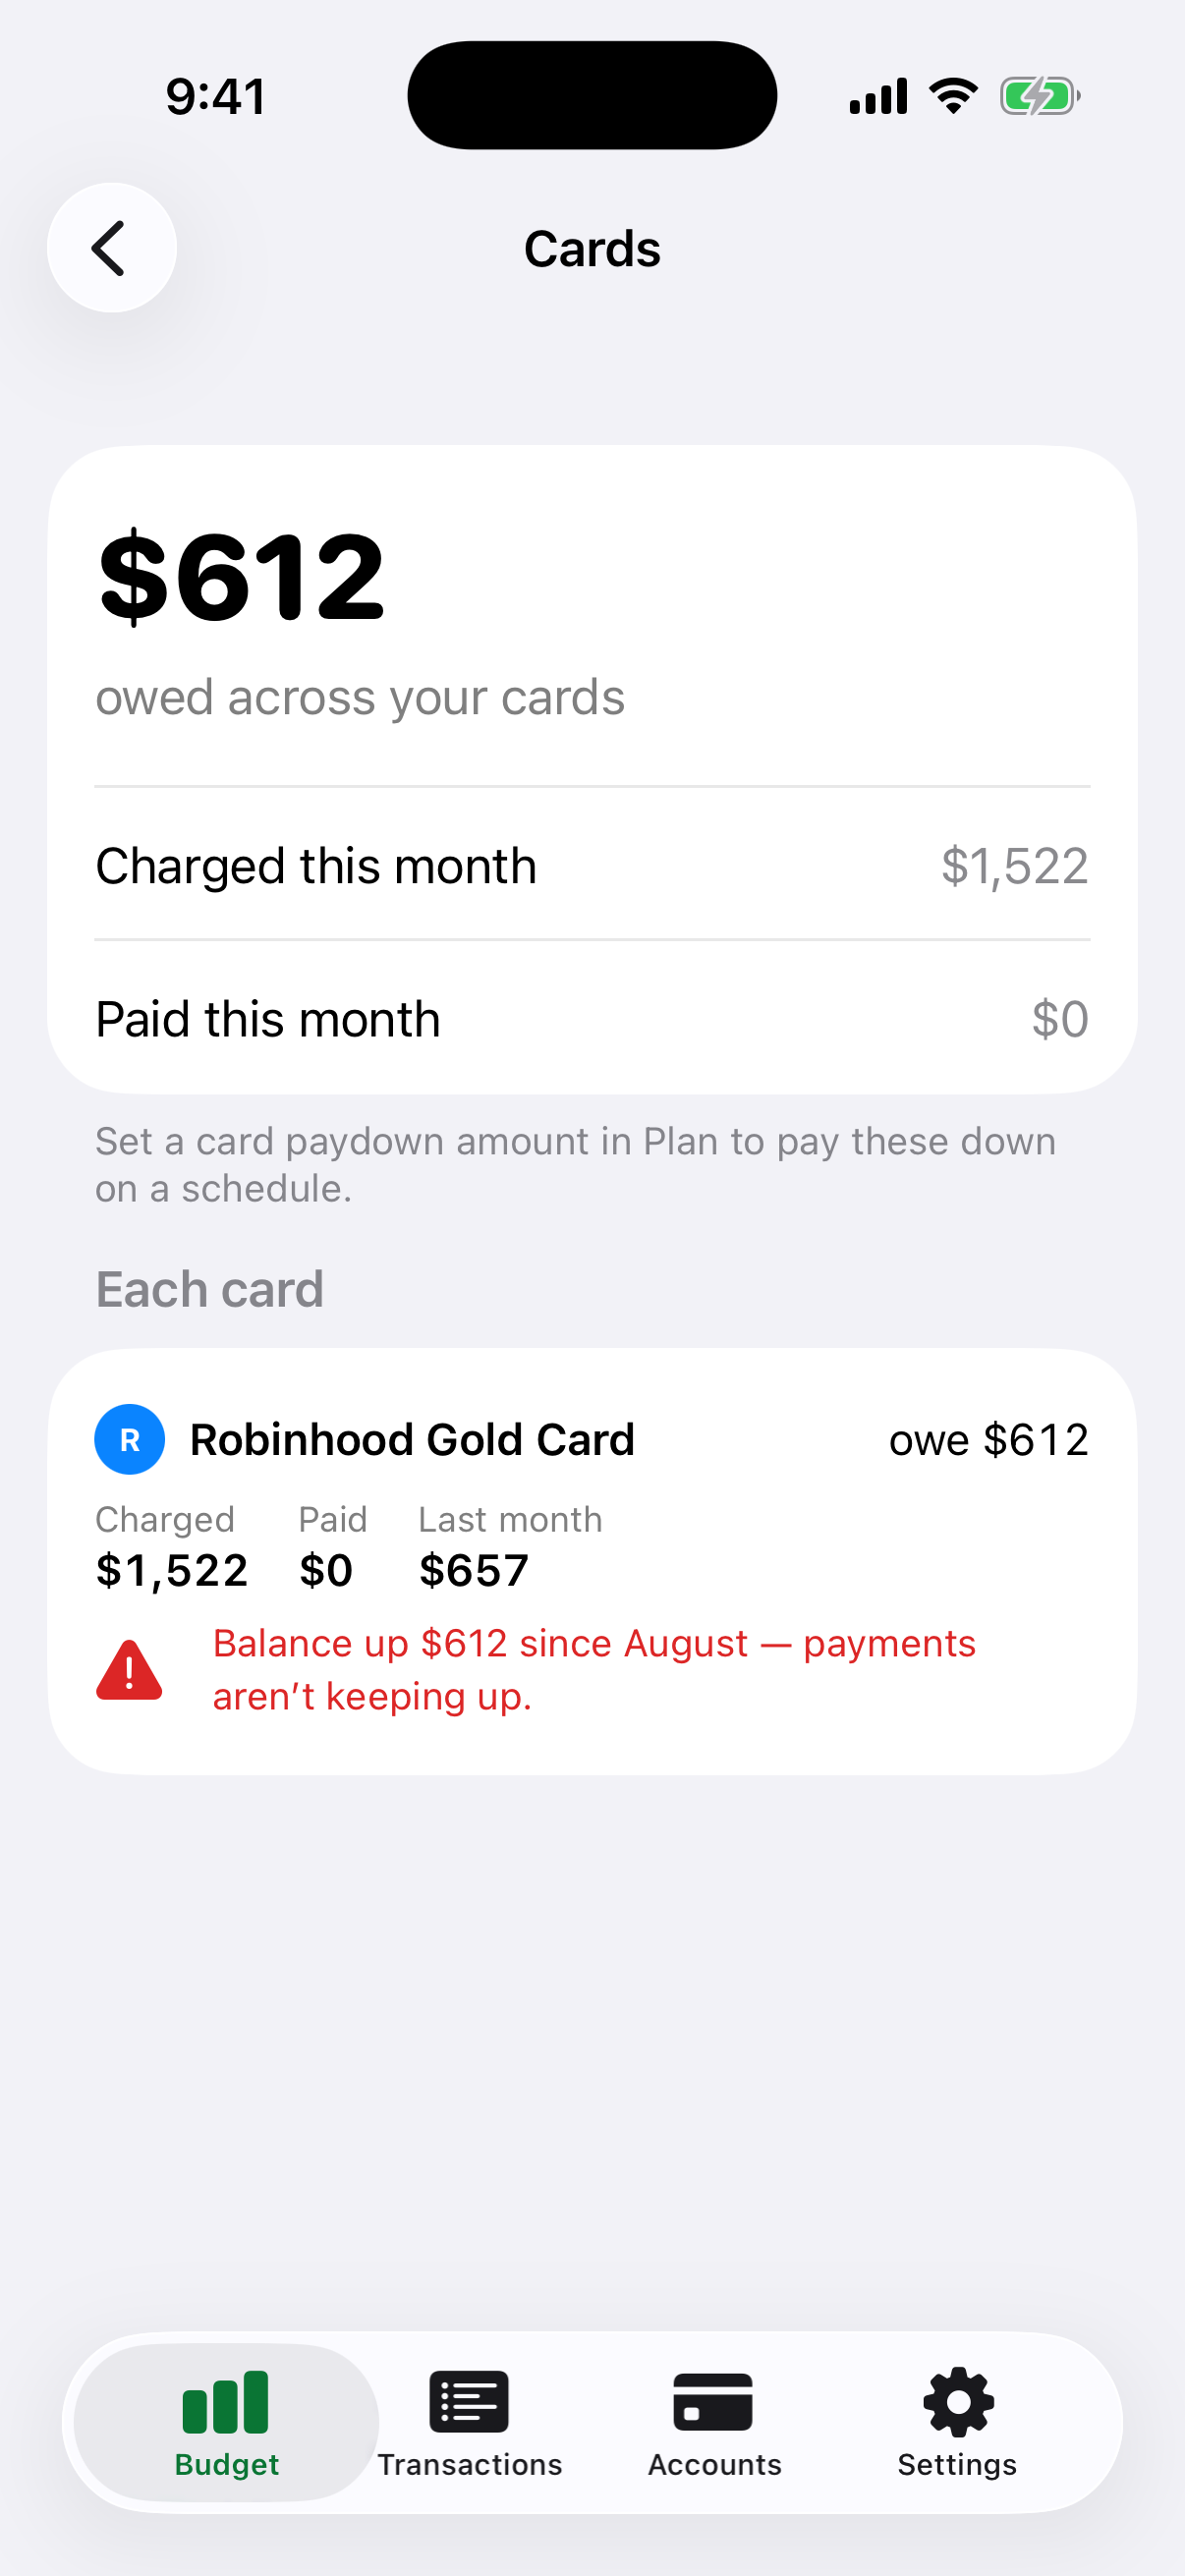 9:41
Cards
$612
owed across your cards
Charged this month $1,522
Paid this month $0
Set a card paydown amount in Plan to pay these down
on a schedule.
Each card
R Robinhood Gold Card owe $612
Charged Paid Last month
$1,522 $0 $657
Balance up $612 since August — payments
aren’t keeping up.
Budget Transactions Accounts Settings